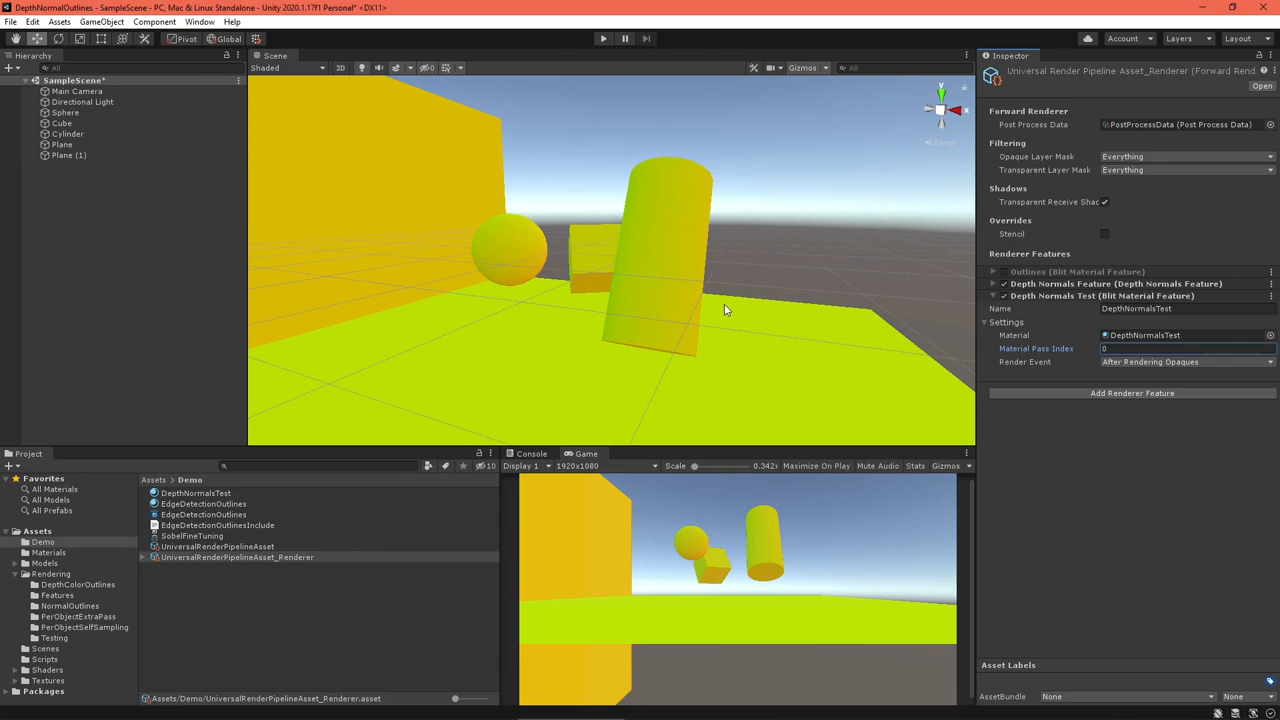 DepthNormalOutlines - SampleScene - PC, Mac & Linux Standalone - Unity 2020.1.17f1 Personal* <DX11>
File Edit Assets GameObject Component Window Help
Pivot Global Account Layers Layout
Hierarchy
All
SampleScene*
Main Camera
Directional Light
Sphere
Cube
Cylinder
Plane
Plane (1)
Scene
Shaded 2D 0 Gizmos All
y
x
Persp
Inspector
Universal Render Pipeline Asset_Renderer (Forward Rend
Open
Forward Renderer
Post Process Data PostProcessData (Post Process Data)
Filtering
Opaque Layer Mask Everything
Transparent Layer Mask Everything
Shadows
Transparent Receive Shac
Overrides
Stencil
Renderer Features
Outlines (Blit Material Feature)
Depth Normals Feature (Depth Normals Feature)
Depth Normals Test (Blit Material Feature)
Name DepthNormalsTest
Settings
Material DepthNormalsTest
Material Pass Index 0
Render Event After Rendering Opaques
Add Renderer Feature
Asset Labels
AssetBundle None None
Project
10
Favorites
All Materials
All Models
All Prefabs
Assets
Demo
Materials
Models
Rendering
DepthColorOutlines
Features
NormalOutlines
PerObjectExtraPass
PerObjectSelfSampling
Testing
Scenes
Scripts
Shaders
Textures
Packages
Assets > Demo
DepthNormalsTest
EdgeDetectionOutlines
EdgeDetectionOutlines
EdgeDetectionOutlinesInclude
SobelFineTuning
UniversalRenderPipelineAsset
UniversalRenderPipelineAsset_Renderer
Assets/Demo/UniversalRenderPipelineAsset_Renderer.asset
Console Game
Display 1 1920x1080 Scale 0.342x Maximize On Play Mute Audio Stats Gizmos